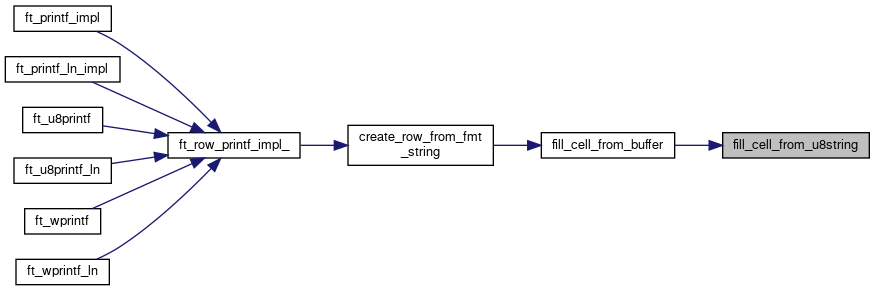 ft_printf_impl
ft_printf_ln_impl
ft_u8printf
ft_u8printf_ln
ft_wprintf
ft_wprintf_ln
ft_row_printf_impl_
create_row_from_fmt
_string
fill_cell_from_buffer
fill_cell_from_u8string